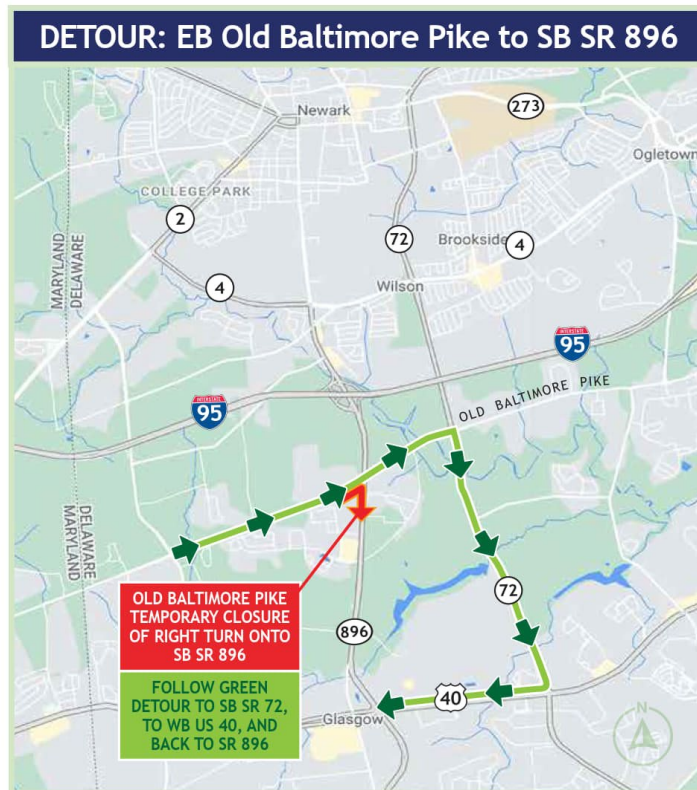 DETOUR: EB Old Baltimore Pike to SB SR 896
Newark
273
Ogletown
COLLEGE PARK
2
72
Brookside
4
MARYLAND
DELAWARE
4
Wilson
INTERSTATE
95
INTERSTATE
95
OLD BALTIMORE PIKE
DELAWARE
MARYLAND
OLD BALTIMORE PIKE
TEMPORARY CLOSURE
OF RIGHT TURN ONTO
SB SR 896
72
896
FOLLOW GREEN
DETOUR TO SB SR 72,
TO WB US 40, AND
BACK TO SR 896
40
Glasgow
N